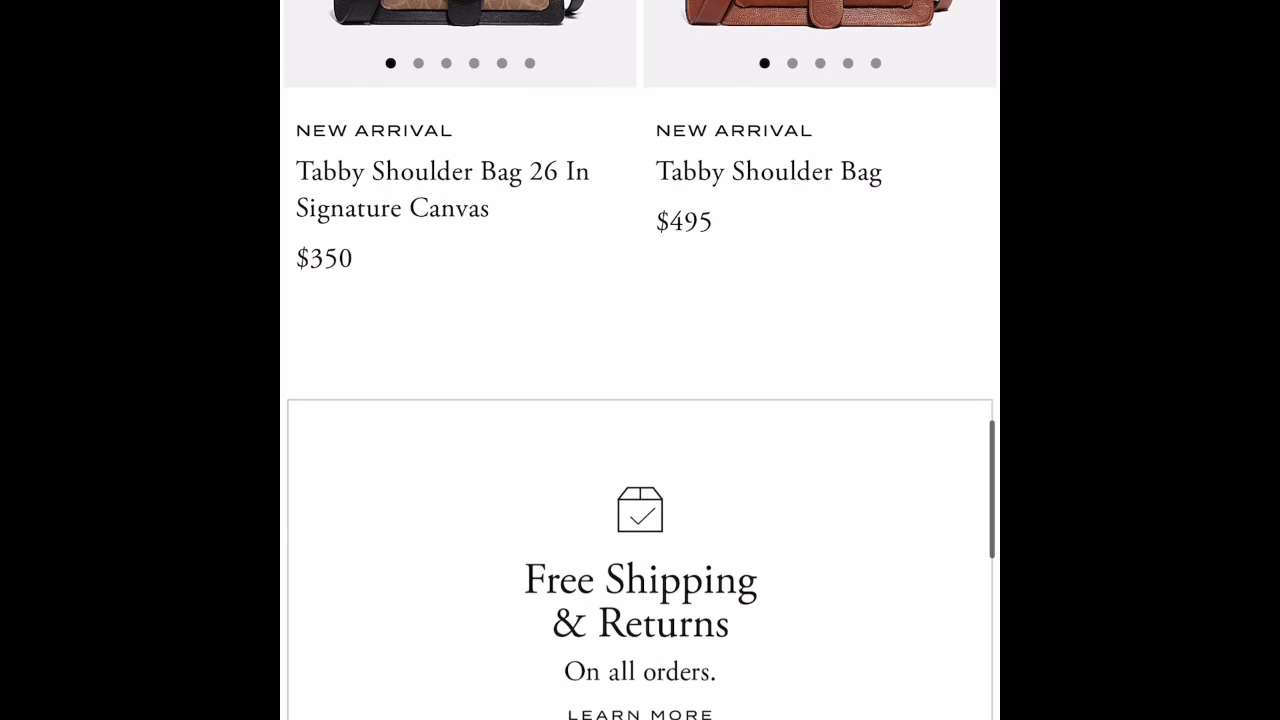 NEW ARRIVAL
Tabby Shoulder Bag 26 In
Signature Canvas
$350
NEW ARRIVAL
Tabby Shoulder Bag
$495
Free Shipping
& Returns
On all orders.
LEARN MORE